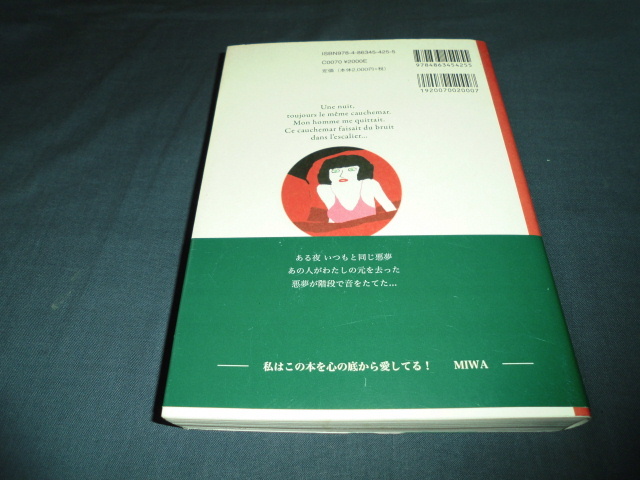 ISBN978-4-86345-425-5
C0070 ¥2000E
定価（本体2,000円+税）
9784863454255
1920070020007
Une nuit,
toujours le même cauchemar.
Mon homme me quittait.
Ce cauchemar faisait du bruit
dans l'escalier...
ある夜 いつもと同じ悪夢
あの人がわたしの元を去った
悪夢が階段で音をたてた…
私はこの本を心の底から愛してる！ MIWA